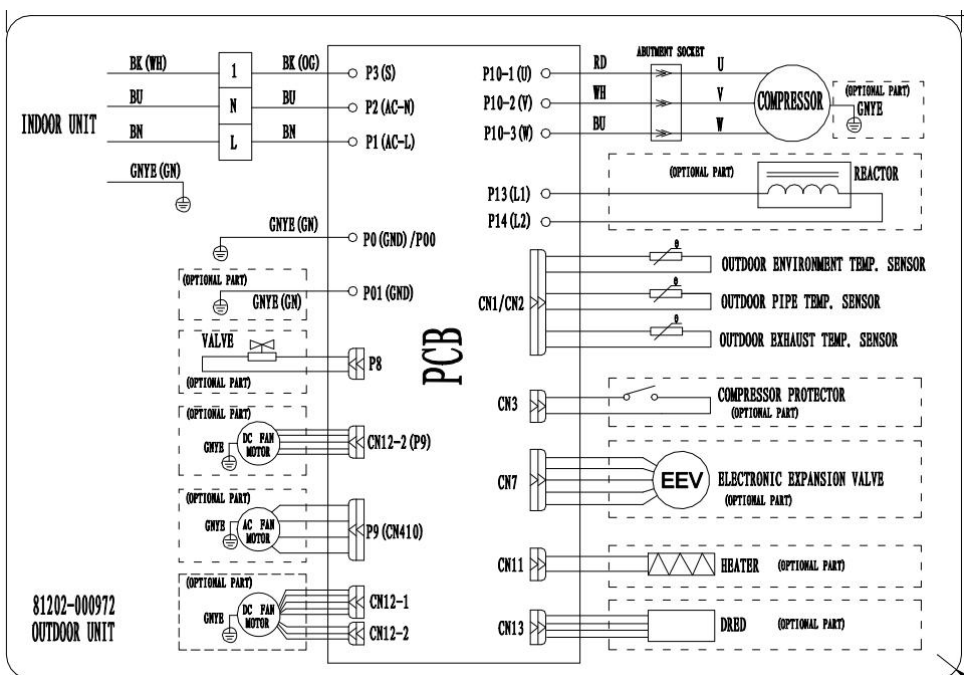 BK(WH)
1
BK(OG)
P3(S)
BU
N
BU
P2(AC-N)
INDOOR UNIT
BN
L
BN
P1(AC-L)
GNYE(GN)
GNYE(GN)
P0(GND)/P00
(OPTIONAL PART)
GNYE(GN)
P01(GND)
VALVE
P8
(OPTIONAL PART)
(OPTIONAL PART)
GNYE
DC FAN
MOTOR
CN12-2(P9)
(OPTIONAL PART)
GNYE
AC FAN
MOTOR
P9(CN410)
(OPTIONAL PART)
GNYE
DC FAN
MOTOR
CN12-1
CN12-2
81202-000972
OUTDOOR UNIT
PCB
ABUTMENT SOCKET
P10-1(U)
RD
U
P10-2(V)
WH
V
COMPRESSOR
(OPTIONAL PART)
GNYE
P10-3(W)
BU
W
(OPTIONAL PART)
REACTOR
P13(L1)
P14(L2)
CN1/CN2
θ
OUTDOOR ENVIRONMENT TEMP. SENSOR
θ
OUTDOOR PIPE TEMP. SENSOR
θ
OUTDOOR EXHAUST TEMP. SENSOR
CN3
COMPRESSOR PROTECTOR
(OPTIONAL PART)
CN7
EEV
ELECTRONIC EXPANSION VALVE
(OPTIONAL PART)
CN11
HEATER
(OPTIONAL PART)
CN13
DRED
(OPTIONAL PART)